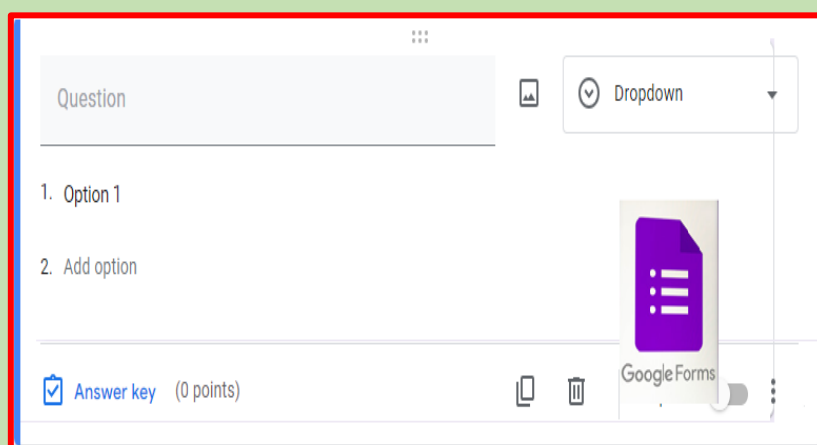 Question
Dropdown
1. Option 1
2. Add option
Answer key (0 points)
Google Forms